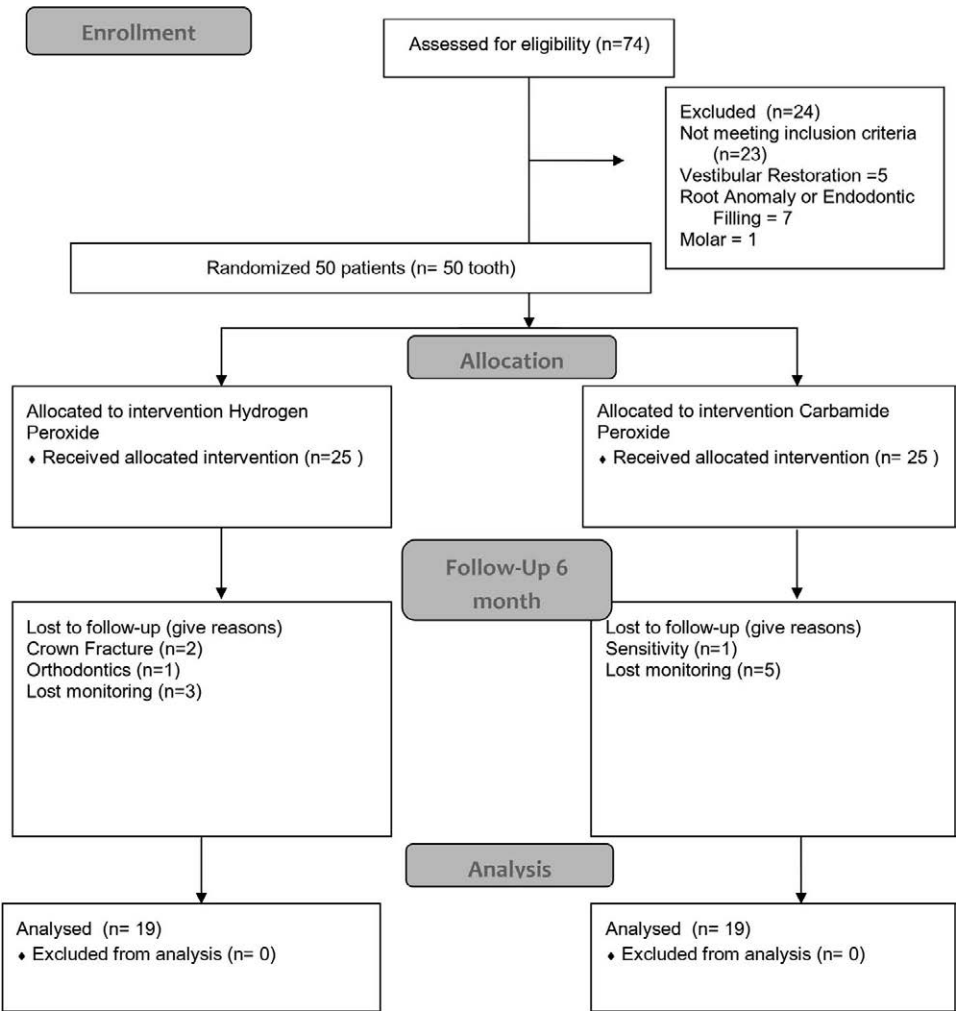 Enrollment
Assessed for eligibility (n=74)
Excluded (n=24)
Not meeting inclusion criteria
(n=23)
Vestibular Restoration =5
Root Anomaly or Endodontic
Filling = 7
Molar = 1
Randomized 50 patients (n= 50 tooth)
Allocation
Allocated to intervention Hydrogen
Peroxide
♦ Received allocated intervention (n=25 )
Allocated to intervention Carbamide
Peroxide
♦ Received allocated intervention (n= 25 )
Follow-Up 6
month
Lost to follow-up (give reasons)
Crown Fracture (n=2)
Orthodontics (n=1)
Lost monitoring (n=3)
Lost to follow-up (give reasons)
Sensitivity (n=1)
Lost monitoring (n=5)
Analysis
Analysed (n= 19)
♦ Excluded from analysis (n= 0)
Analysed (n= 19)
♦ Excluded from analysis (n= 0)